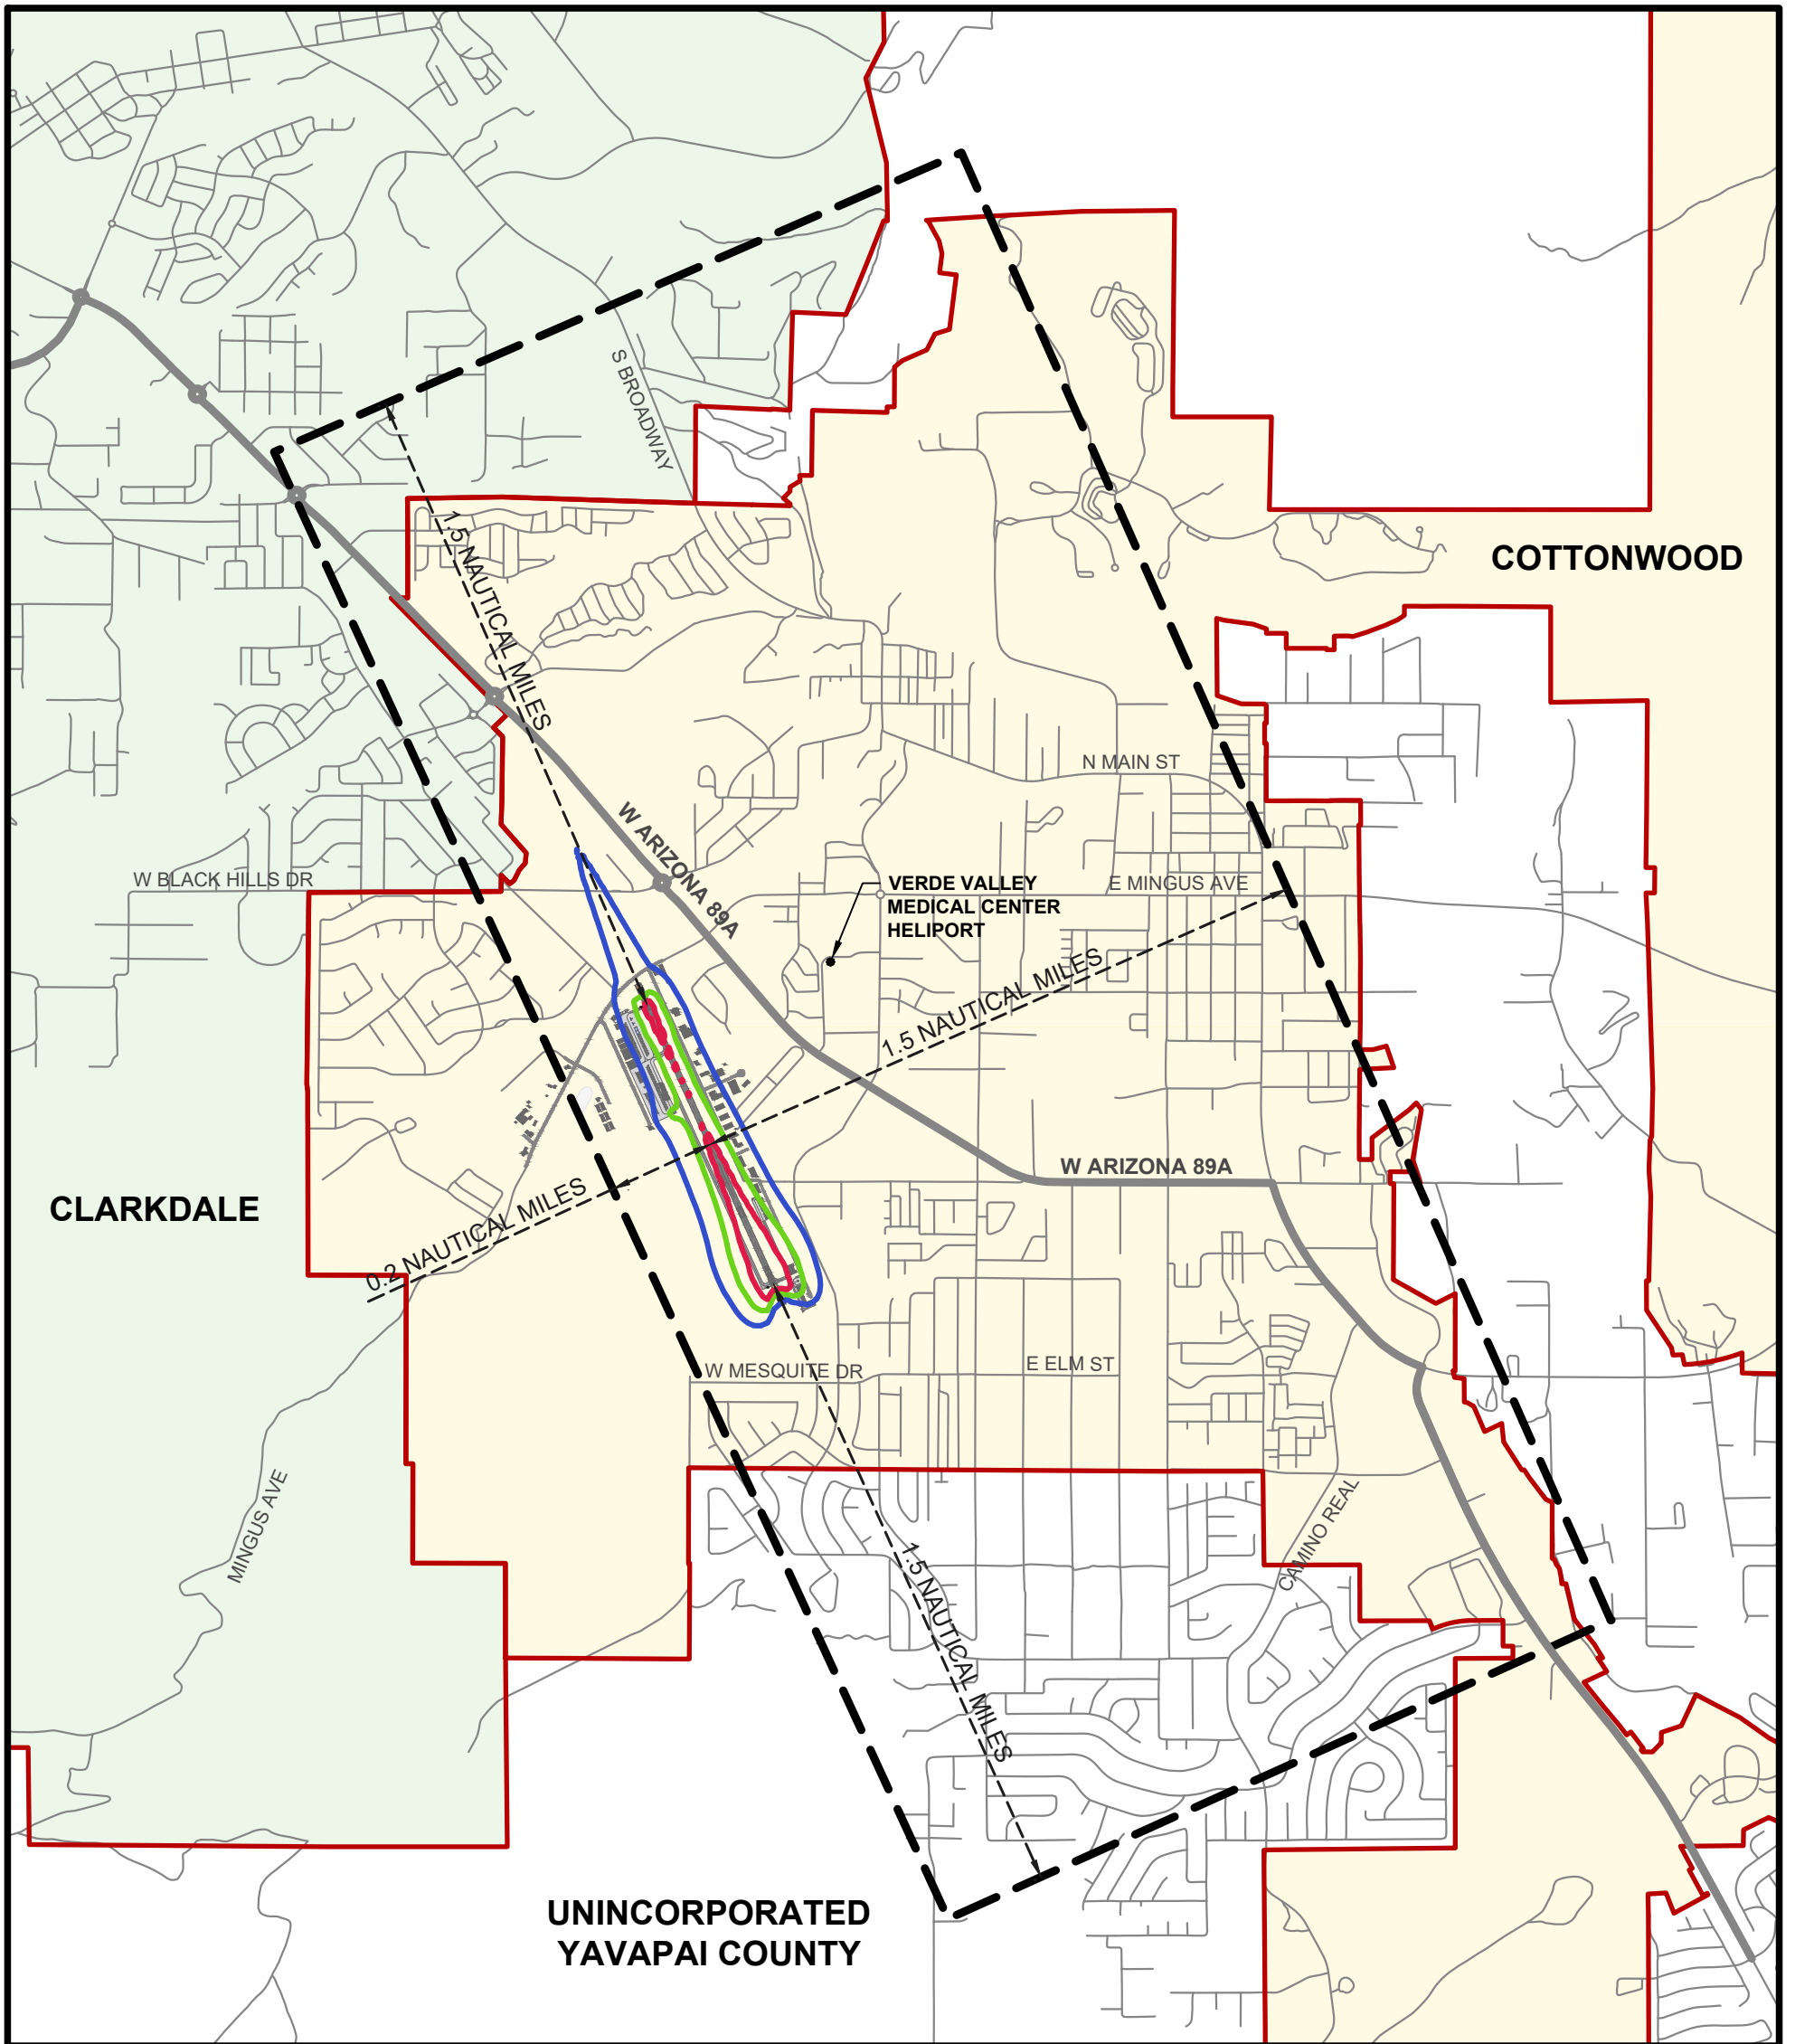 S BROADWAY
COTTONWOOD
1.5 NAUTICAL MILES
N MAIN ST
W ARIZONA 89A
W BLACK HILLS DR
VERDE VALLEY
MEDICAL CENTER
HELIPORT
E MINGUS AVE
1.5 NAUTICAL MILES
W ARIZONA 89A
CLARKDALE
0.2 NAUTICAL MILES
W MESQUITE DR
E ELM ST
MINGUS AVE
CAMINO REAL
1.5 NAUTICAL MILES
UNINCORPORATED
YAVAPAI COUNTY